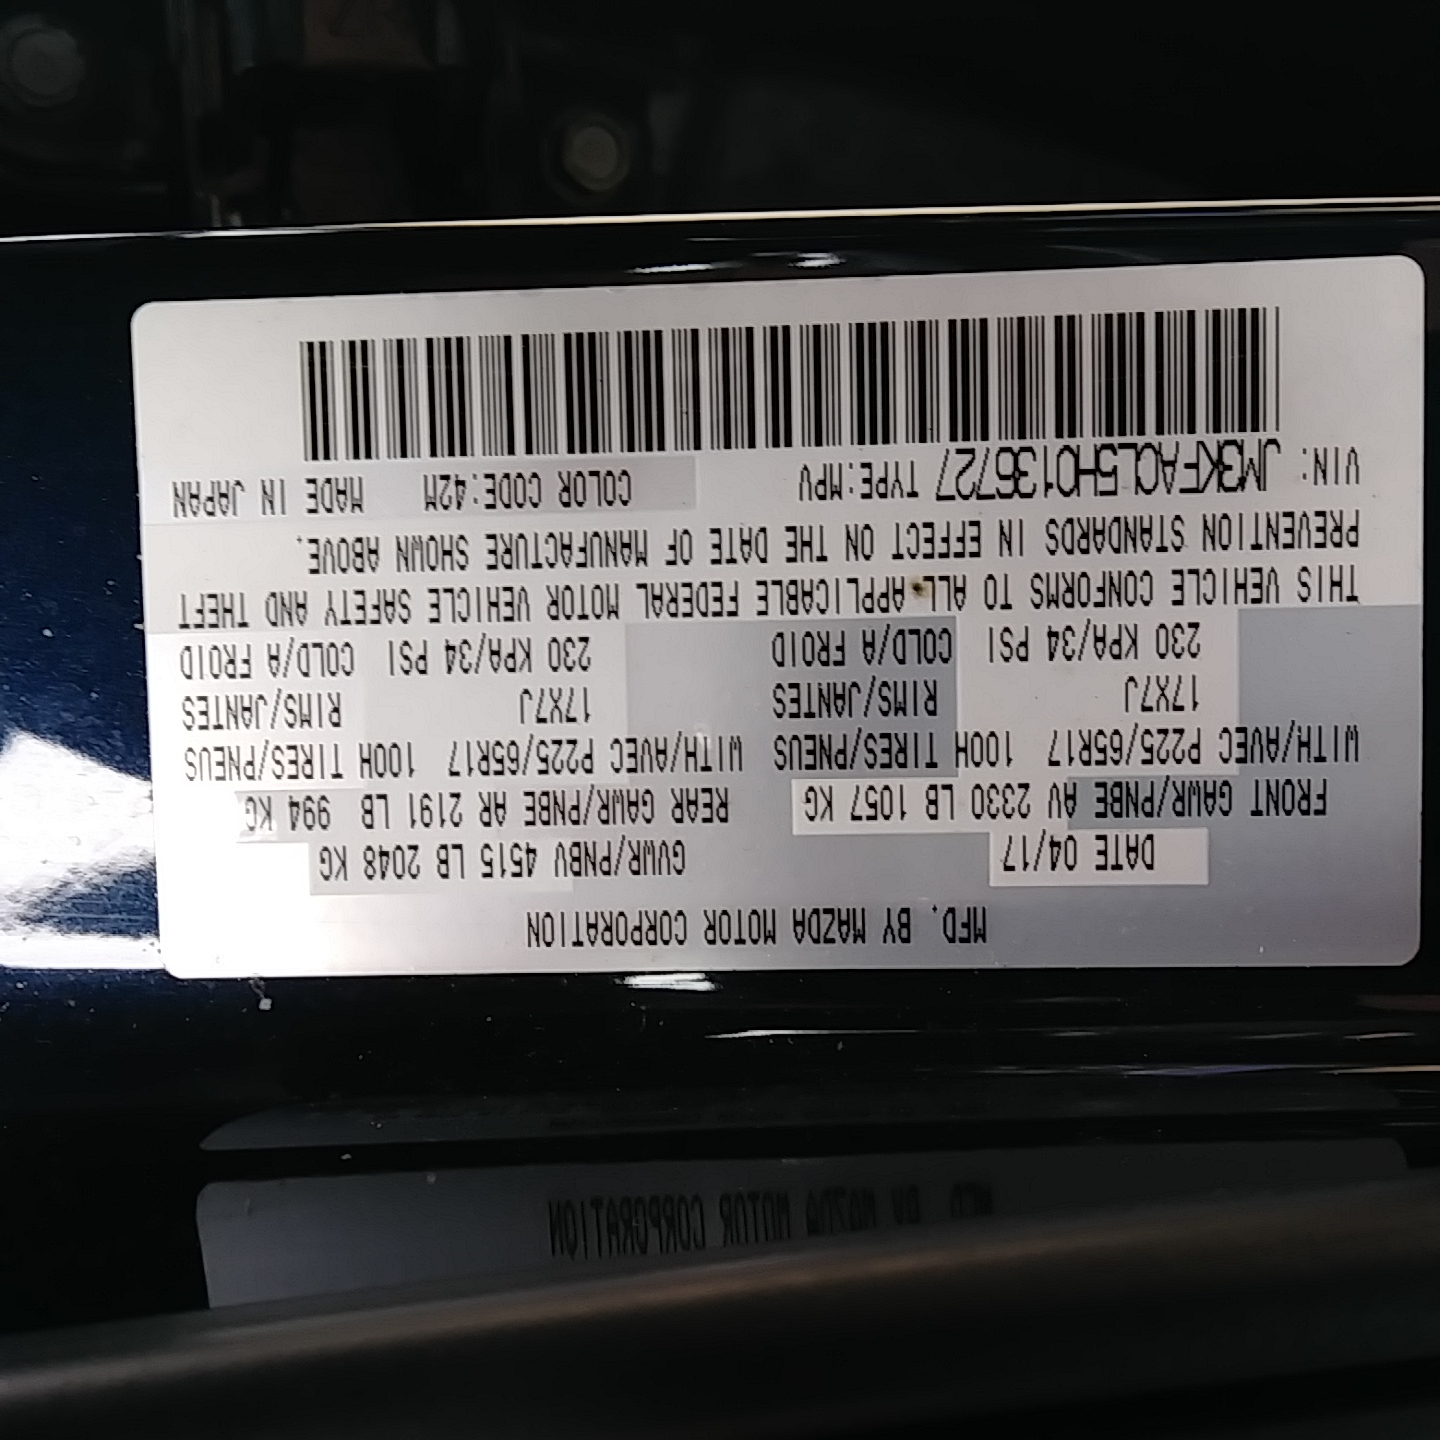 MFD. BY MAZDA MOTOR CORPORATION
DATE 04/17 GVWR/PNBV 4515 LB 2048 KG
FRONT GAWR/PNBE AV 2330 LB 1057 KG REAR GAWR/PNBE AR 2191 LB 994 KG
WITH/AVEC P225/65R17 100H TIRES/PNEUS WITH/AVEC P225/65R17 100H TIRES/PNEUS
17X7J RIMS/JANTES 17X7J RIMS/JANTES
230 KPA/34 PSI COLD/A FROID 230 KPA/34 PSI COLD/A FROID
THIS VEHICLE CONFORMS TO ALL APPLICABLE FEDERAL MOTOR VEHICLE SAFETY AND THEFT
PREVENTION STANDARDS IN EFFECT ON THE DATE OF MANUFACTURE SHOWN ABOVE.
VIN: JM3KFACL5H0136727 TYPE:MPV COLOR CODE:42M MADE IN JAPAN